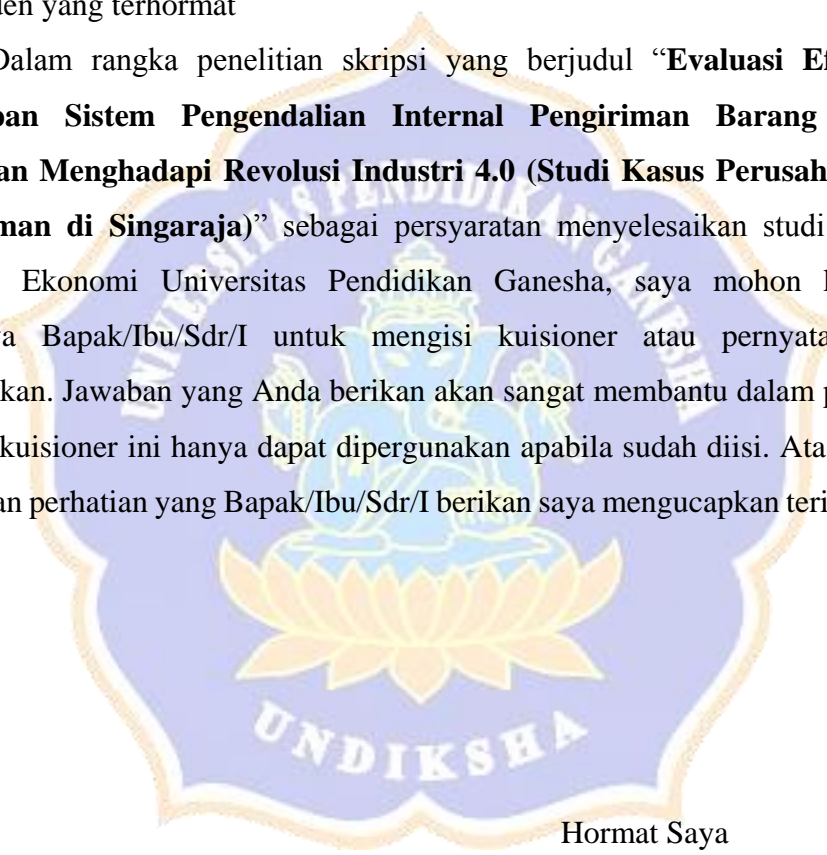 den yang terhormat
Dalam rangka penelitian skripsi yang berjudul “Evaluasi Ef
pan Sistem Pengendalian Internal Pengiriman Barang
an Menghadapi Revolusi Industri 4.0 (Studi Kasus Perusah
man di Singaraja)” sebagai persyaratan menyelesaikan studi
Ekonomi Universitas Pendidikan Ganesha, saya mohon
ya Bapak/Ibu/Sdr/I untuk mengisi kuisioner atau pernyata
kan. Jawaban yang Anda berikan akan sangat membantu dalam p
kuisioner ini hanya dapat dipergunakan apabila sudah diisi. Ata
an perhatian yang Bapak/Ibu/Sdr/I berikan saya mengucapkan teri
UNIVERSITAS PENDIDIKAN GANESHA
UNDIKSHA
Hormat Saya